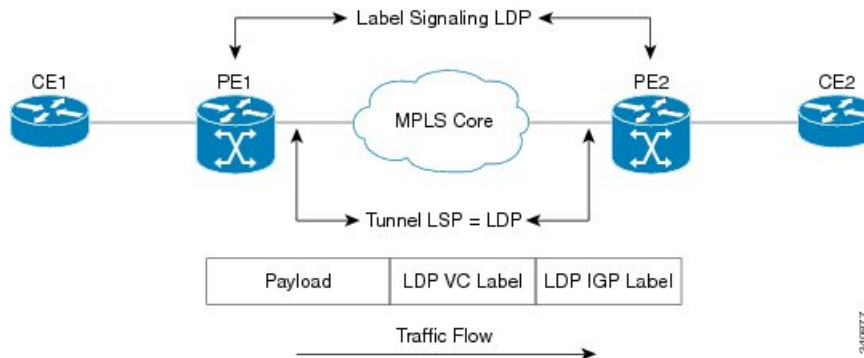 Label Signaling LDP
CE1
PE1
PE2
CE2
MPLS Core
Tunnel LSP = LDP
Payload
LDP VC Label
LDP IGP Label
Traffic Flow